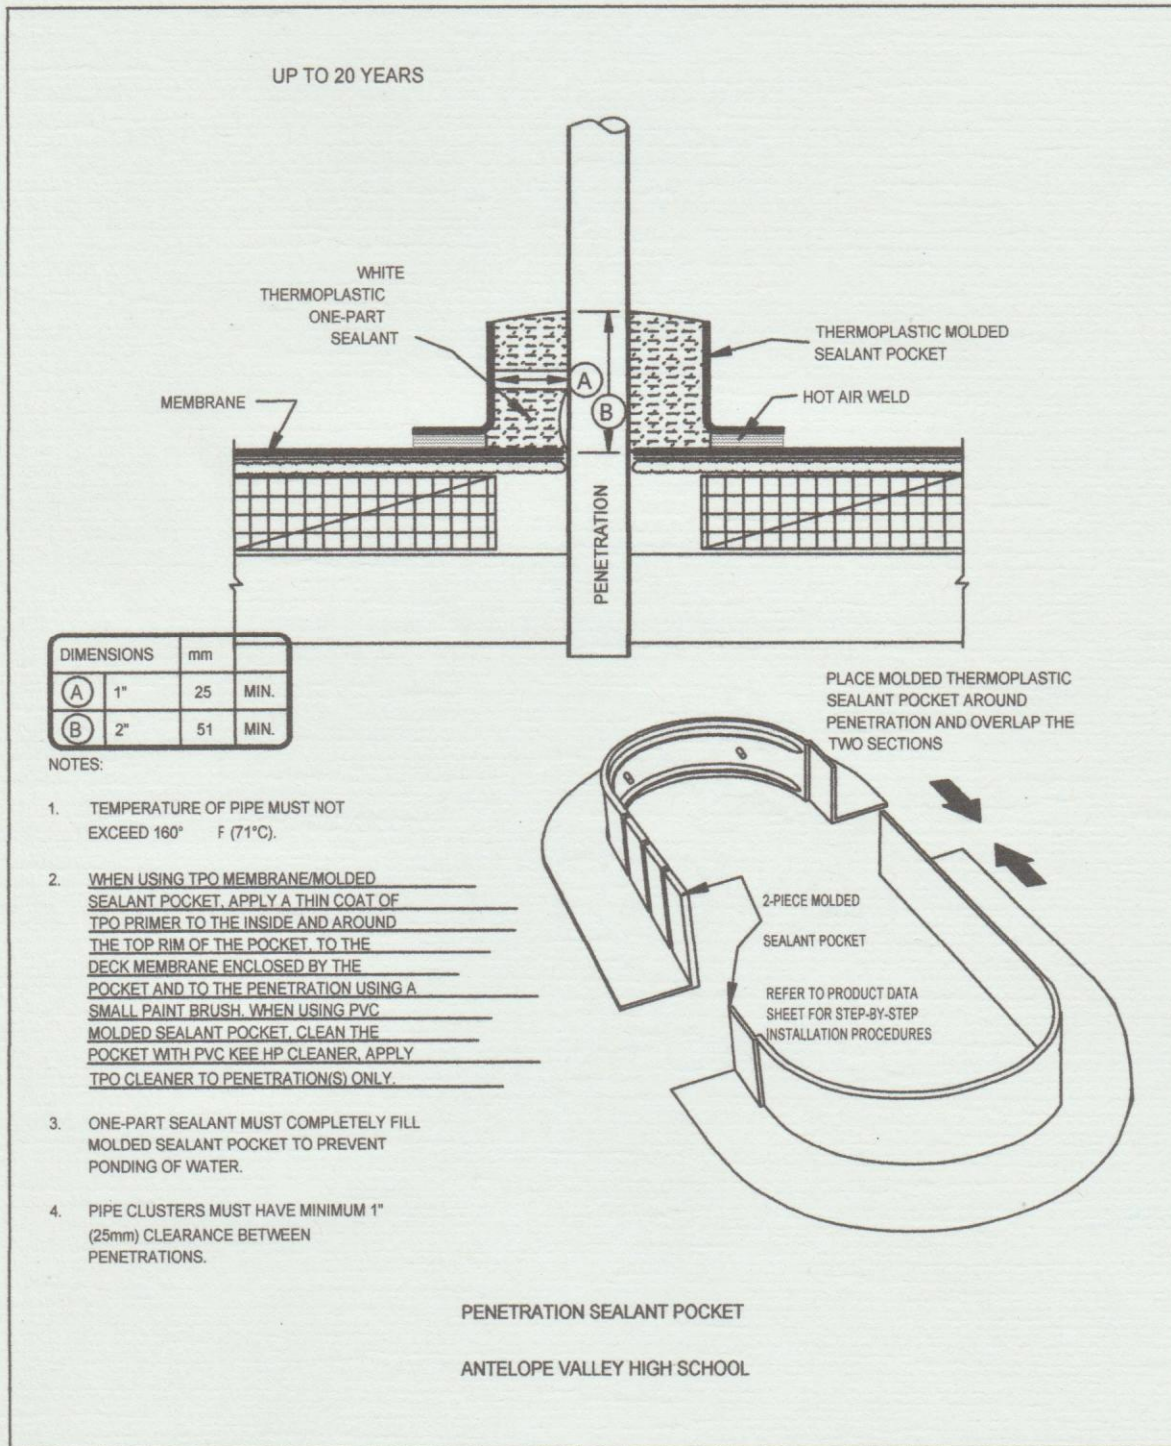 UP TO 20 YEARS
WHITE
THERMOPLASTIC
ONE-PART
SEALANT
THERMOPLASTIC MOLDED
SEALANT POCKET
MEMBRANE
HOT AIR WELD
A
B
PENETRATION
DIMENSIONS mm
A 1" 25 MIN.
B 2" 51 MIN.
PLACE MOLDED THERMOPLASTIC
SEALANT POCKET AROUND
PENETRATION AND OVERLAP THE
TWO SECTIONS
2-PIECE MOLDED
SEALANT POCKET
REFER TO PRODUCT DATA
SHEET FOR STEP-BY-STEP
INSTALLATION PROCEDURES
NOTES:
1. TEMPERATURE OF PIPE MUST NOT
EXCEED 160° F (71°C).
2. WHEN USING TPO MEMBRANE/MOLDED
SEALANT POCKET, APPLY A THIN COAT OF
TPO PRIMER TO THE INSIDE AND AROUND
THE TOP RIM OF THE POCKET, TO THE
DECK MEMBRANE ENCLOSED BY THE
POCKET AND TO THE PENETRATION USING A
SMALL PAINT BRUSH. WHEN USING PVC
MOLDED SEALANT POCKET, CLEAN THE
POCKET WITH PVC KEE HP CLEANER, APPLY
TPO CLEANER TO PENETRATION(S) ONLY.
3. ONE-PART SEALANT MUST COMPLETELY FILL
MOLDED SEALANT POCKET TO PREVENT
PONDING OF WATER.
4. PIPE CLUSTERS MUST HAVE MINIMUM 1"
(25mm) CLEARANCE BETWEEN
PENETRATIONS.
PENETRATION SEALANT POCKET
ANTELOPE VALLEY HIGH SCHOOL